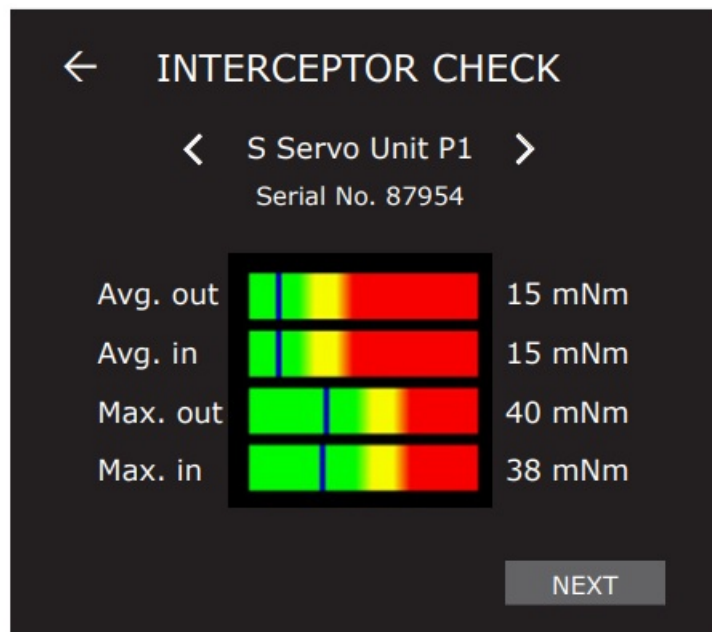 ← INTERCEPTOR CHECK
S Servo Unit P1
Serial No. 87954
Avg. out 15 mNm
Avg. in 15 mNm
Max. out 40 mNm
Max. in 38 mNm
NEXT